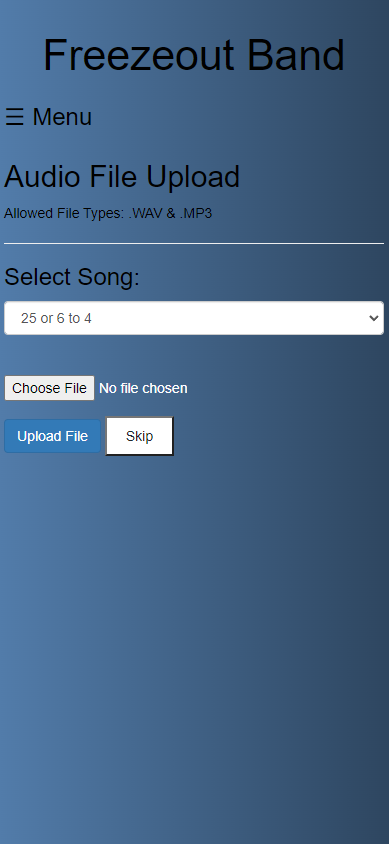 Freezeout Band
☰ Menu
Audio File Upload
Allowed File Types: .WAV & .MP3
Select Song:
25 or 6 to 4
Choose File No file chosen
Upload File Skip